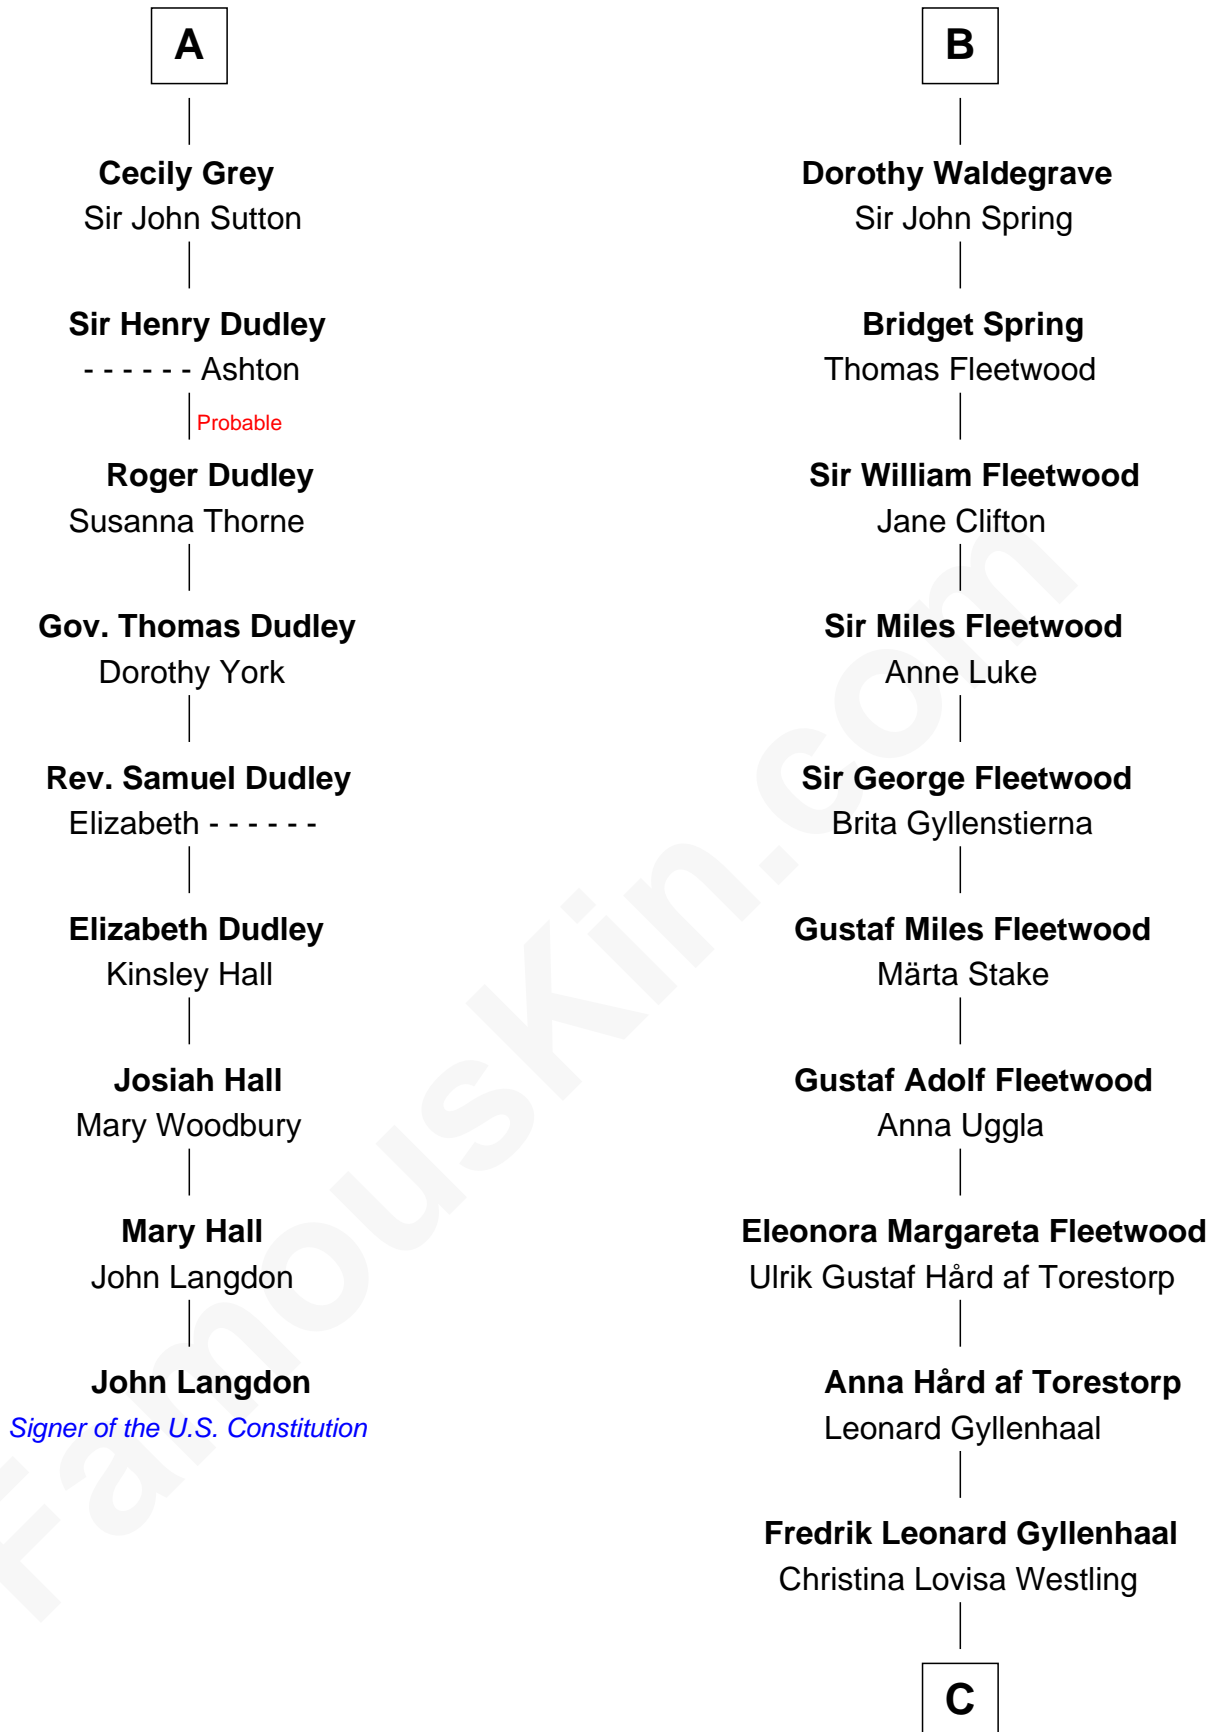 A
Cecily Grey
Sir John Sutton
Sir Henry Dudley
- - - - - - Ashton
Probable
Roger Dudley
Susanna Thorne
Gov. Thomas Dudley
Dorothy York
Rev. Samuel Dudley
Elizabeth - - - - - -
Elizabeth Dudley
Kinsley Hall
Josiah Hall
Mary Woodbury
Mary Hall
John Langdon
John Langdon
Signer of the U.S. Constitution
B
Dorothy Waldegrave
Sir John Spring
Bridget Spring
Thomas Fleetwood
Sir William Fleetwood
Jane Clifton
Sir Miles Fleetwood
Anne Luke
Sir George Fleetwood
Brita Gyllenstierna
Gustaf Miles Fleetwood
Märta Stake
Gustaf Adolf Fleetwood
Anna Uggla
Eleonora Margareta Fleetwood
Ulrik Gustaf Hård af Torestorp
Anna Hård af Torestorp
Leonard Gyllenhaal
Fredrik Leonard Gyllenhaal
Christina Lovisa Westling
C
FamousKin.com